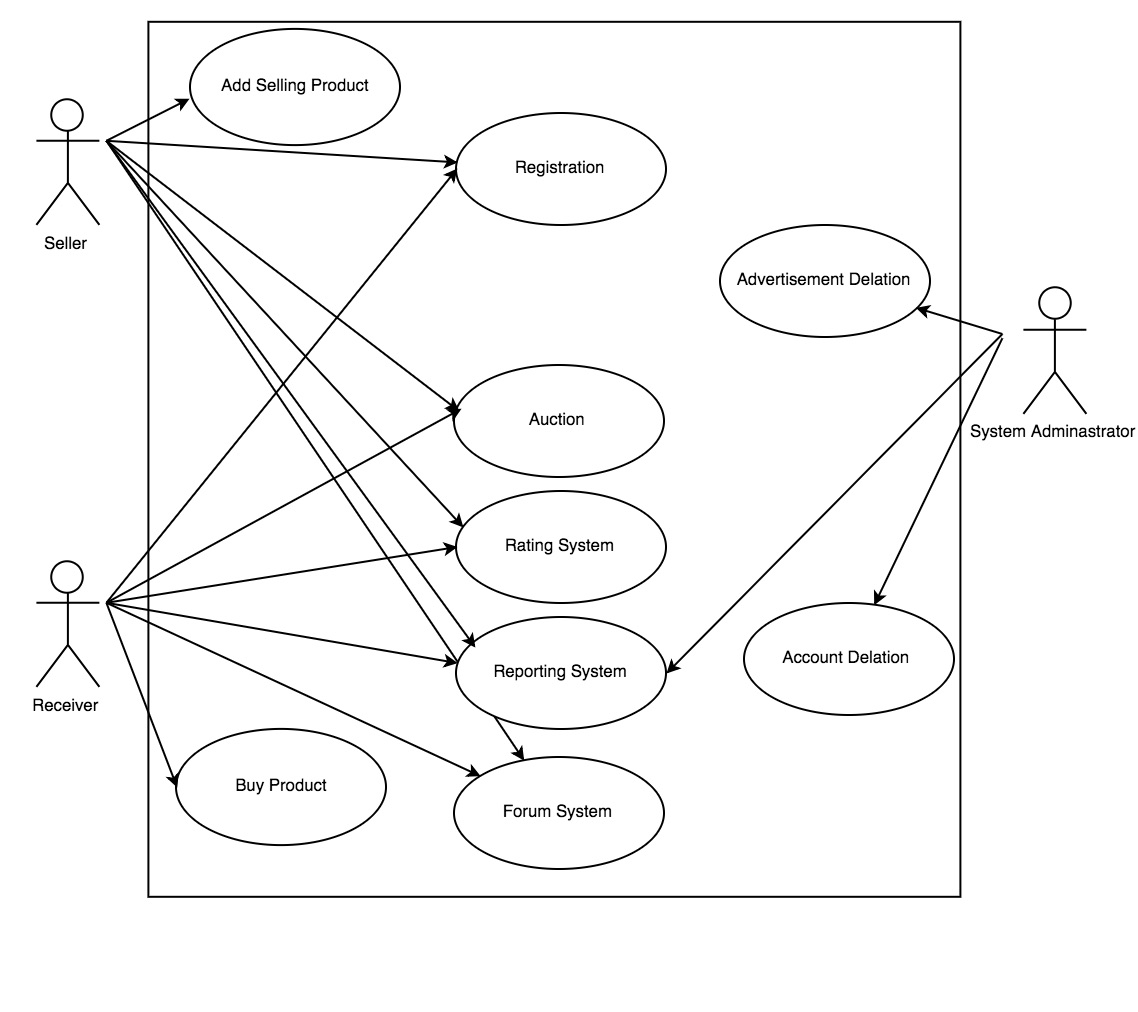 Add Selling Product
Registration
Seller
Advertisement Delation
Auction
System Adminastrator
Rating System
Account Delation
Reporting System
Receiver
Buy Product
Forum System